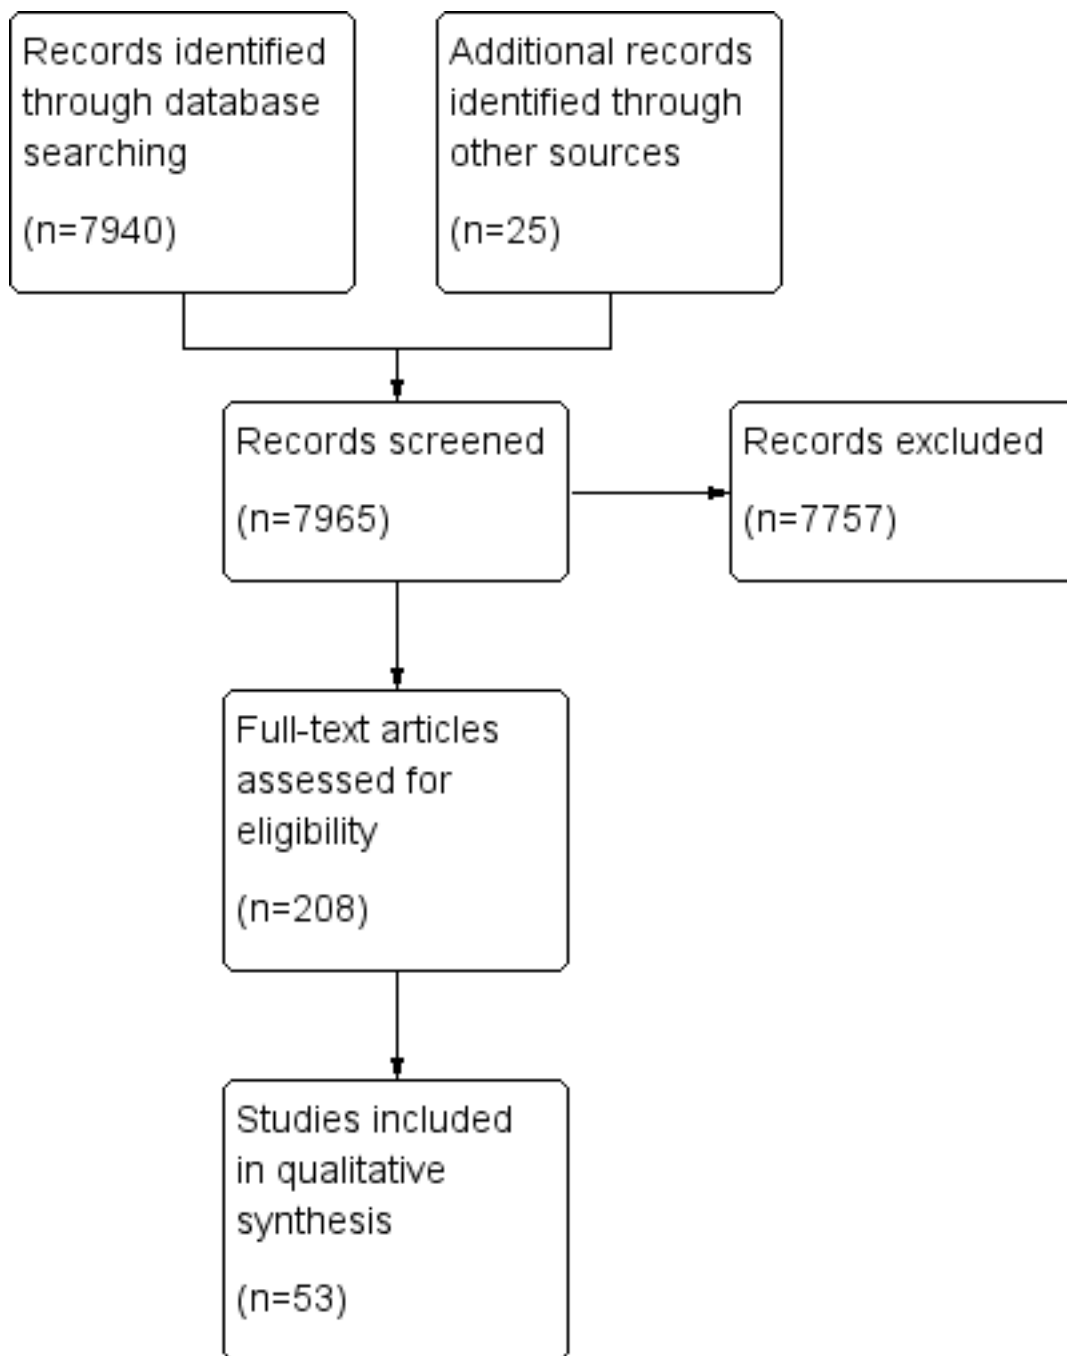 Records identified
through database
searching
(n=7940)
Additional records
identified through
other sources
(n=25)
Records screened
(n=7965)
Records excluded
(n=7757)
Full-text articles
assessed for
eligibility
(n=208)
Studies included
in qualitative
synthesis
(n=53)